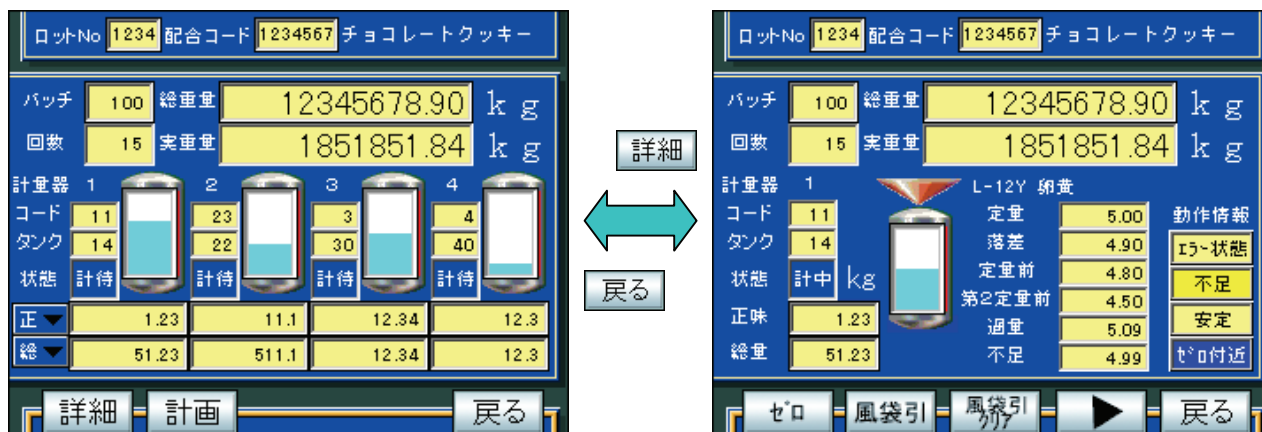 ロットNo 1234 配合コード 1234567 チョコレートクッキー
バッチ 100 総重量 12345678.90 kg
回数 15 実重量 1851851.84 kg
計量器 1 2 3 4
コード 11 23 3 4
タンク 14 22 30 40
状態 計待 計待 計待 計待
正▼ 1.23 11.1 12.34 12.3
総▼ 51.23 511.1 12.34 12.3
詳細 計画 戻る
詳細
戻る
ロットNo 1234 配合コード 1234567 チョコレートクッキー
バッチ 100 総重量 12345678.90 kg
回数 15 実重量 1851851.84 kg
計量器 1 L-12Y 卵黄
コード 11 定量 5.00 動作情報
タンク 14 落差 4.90 ｴﾗｰ状態
状態 計中 kg 定量前 4.80 不足
第2定量前 4.50 安定
正味 1.23 過量 5.09
総量 51.23 不足 4.99 ｾﾞﾛ付近
ｾﾞﾛ 風袋引 風袋引ｸﾘｱ ▶ 戻る